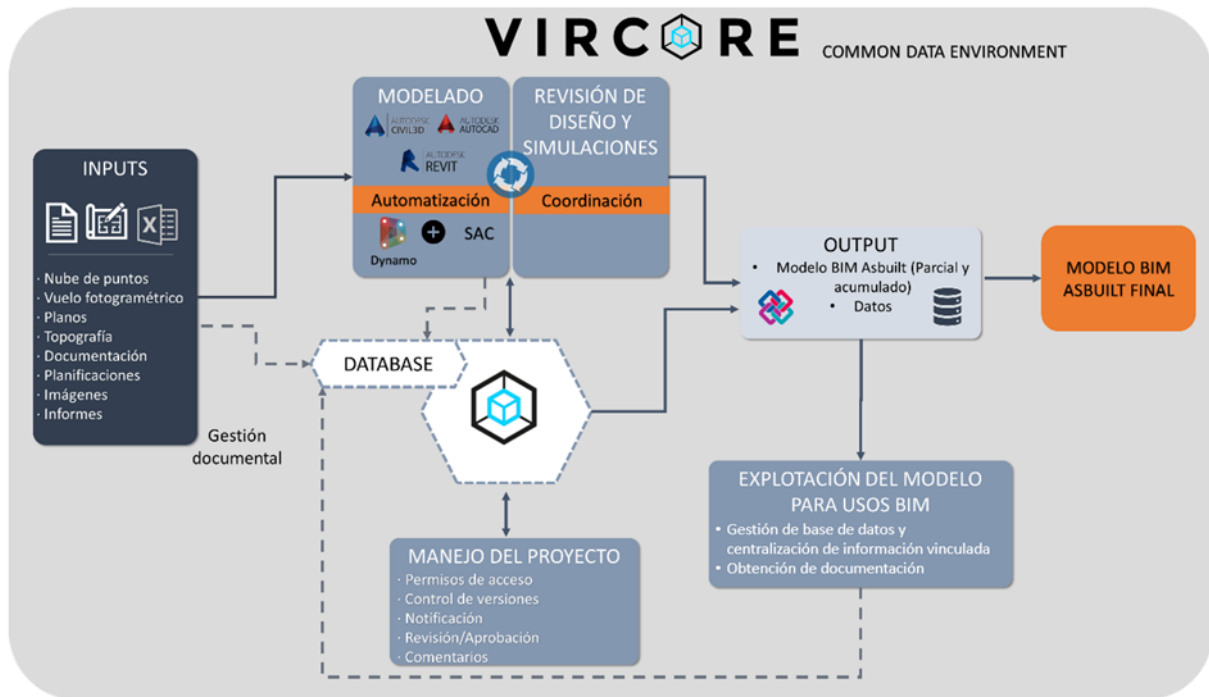 VIRCORE
COMMON DATA ENVIRONMENT
INPUTS
· Nube de puntos
· Vuelo fotogramétrico
· Planos
· Topografía
· Documentación
· Planificaciones
· Imágenes
· Informes
Gestión
documental
MODELADO
AUTODESK
CIVIL3D
AUTODESK
AUTOCAD
AUTODESK
REVIT
Automatización
Dynamo
SAC
REVISIÓN DE
DISEÑO Y
SIMULACIONES
Coordinación
DATABASE
MANEJO DEL PROYECTO
· Permisos de acceso
· Control de versiones
· Notificación
· Revisión/Aprobación
· Comentarios
OUTPUT
• Modelo BIM Asbuilt (Parcial y
acumulado)
• Datos
MODELO BIM
ASBUILT FINAL
EXPLOTACIÓN DEL MODELO
PARA USOS BIM
• Gestión de base de datos y
centralización de información vinculada
• Obtención de documentación